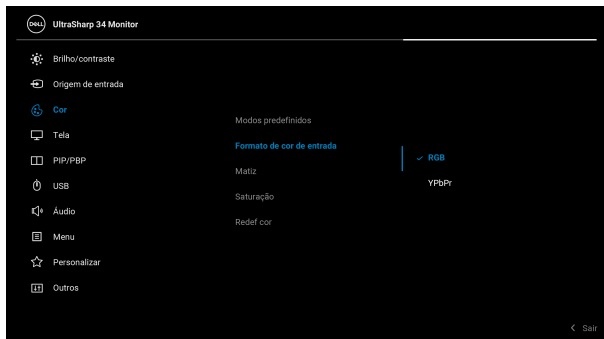 DELL UltraSharp 34 Monitor
Brilho/contraste
Origem de entrada
Cor
Tela
PIP/PBP
USB
Áudio
Menu
Personalizar
Outros
Modos predefinidos
Formato de cor de entrada
Matiz
Saturação
Redef cor
RGB
YPbPr
Sair